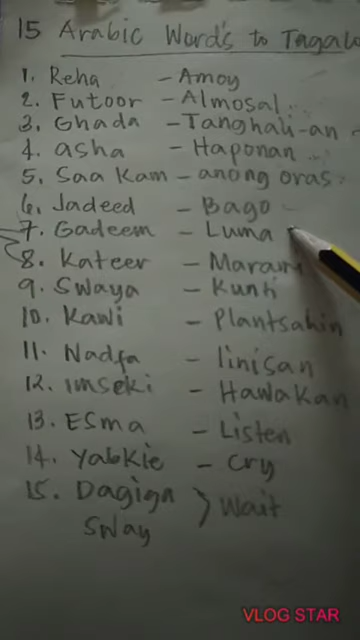 15 Arabic Words to Tagalo
1. Reha - Amoy
2. Futoor - Almosal
3. Ghada - Tanghali-an
4. asha - Haponan
5. Saa Kam - anong oras
6. Jadeed - Bago
7. Gadeem - Luma
8. Kateer - Marami
9. Swaya - Kunti
10. Kawi - Plantsahin
11. Nadfa - linisan
12. imseki - Hawakan
13. Esma - Listen
14. Yabkie - Cry
15. Dagiga } Wait
Sway
VLOG STAR